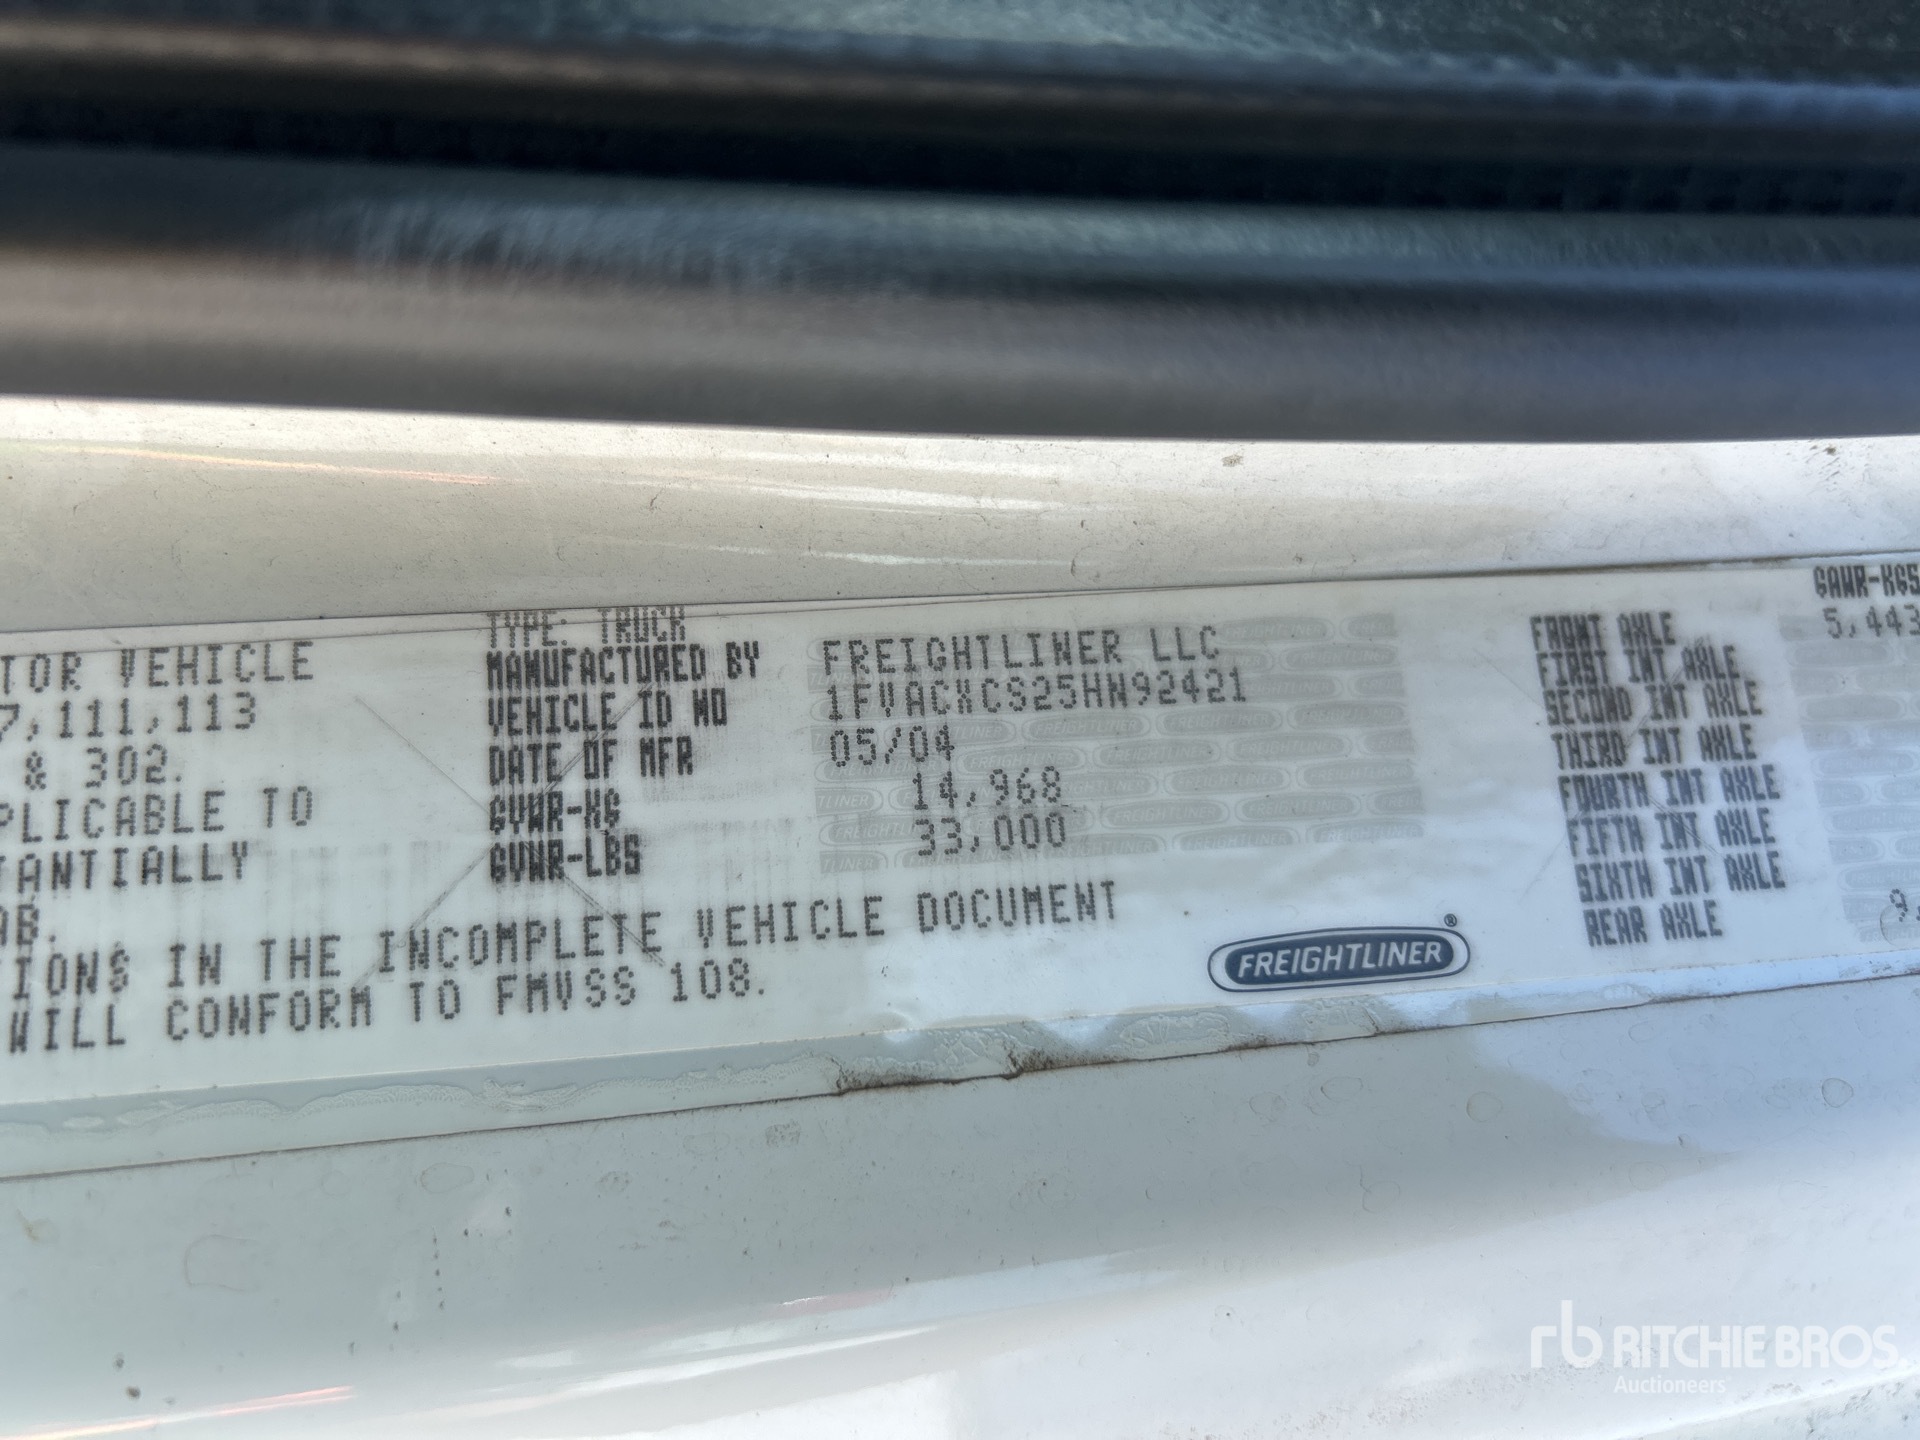 TYPE: TRUCK
TOR VEHICLE
MANUFACTURED BY FREIGHTLINER LLC
7,111,113
VEHICLE ID NO 1FVACXCS25HN92421
& 302.
DATE OF MFR 05/04
PLICABLE TO
GVWR-KG 14,968
TANTIALLY
GVWR-LBS 33,000
AB.
IONS IN THE INCOMPLETE VEHICLE DOCUMENT
WILL CONFORM TO FMVSS 108.
FREIGHTLINER®
GAWR-KGS
FRONT AXLE 5,443
FIRST INT AXLE
SECOND INT AXLE
THIRD INT AXLE
FOURTH INT AXLE
FIFTH INT AXLE
SIXTH INT AXLE
REAR AXLE 9,
rb RITCHIE BROS.
Auctioneers